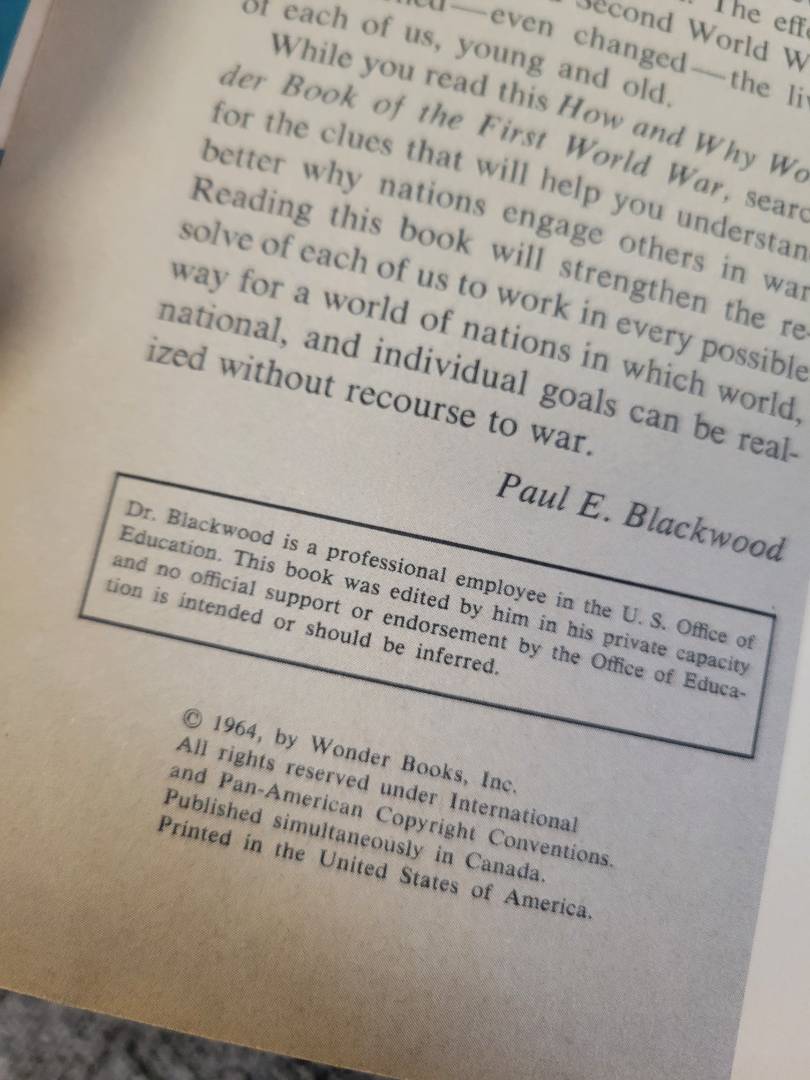 The eff
Second World W
—even changed—the li
of each of us, young and old.
While you read this How and Why Wo
der Book of the First World War, searc
for the clues that will help you understan
better why nations engage others in war
Reading this book will strengthen the re-
solve of each of us to work in every possible
way for a world of nations in which world,
national, and individual goals can be real-
ized without recourse to war.
Paul E. Blackwood
Dr. Blackwood is a professional employee in the U. S. Office of
Education. This book was edited by him in his private capacity
and no official support or endorsement by the Office of Educa-
tion is intended or should be inferred.
© 1964, by Wonder Books, Inc.
All rights reserved under International
and Pan-American Copyright Conventions.
Published simultaneously in Canada.
Printed in the United States of America.